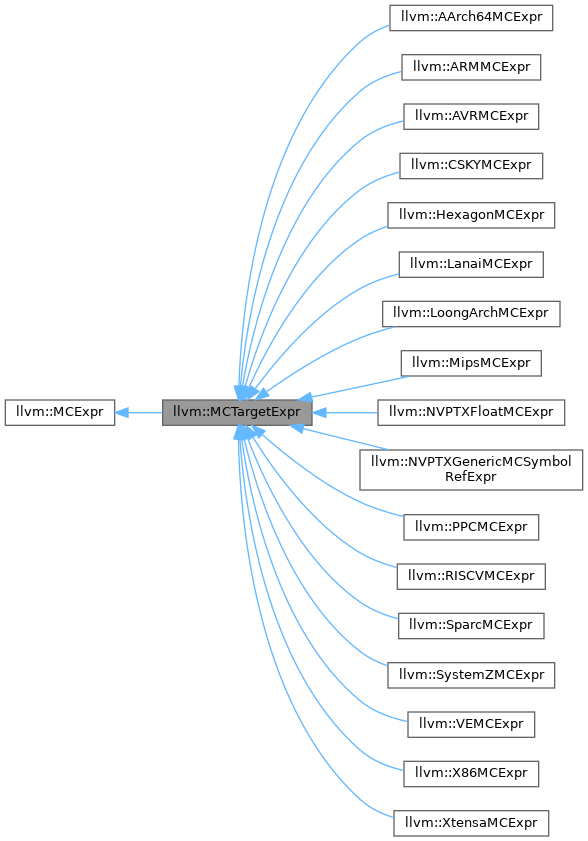 llvm::AArch64MCExpr
llvm::ARMMCExpr
llvm::AVRMCExpr
llvm::CSKYMCExpr
llvm::HexagonMCExpr
llvm::LanaiMCExpr
llvm::LoongArchMCExpr
llvm::MipsMCExpr
llvm::MCExpr
llvm::MCTargetExpr
llvm::NVPTXFloatMCExpr
llvm::NVPTXGenericMCSymbol
RefExpr
llvm::PPCMCExpr
llvm::RISCVMCExpr
llvm::SparcMCExpr
llvm::SystemZMCExpr
llvm::VEMCExpr
llvm::X86MCExpr
llvm::XtensaMCExpr